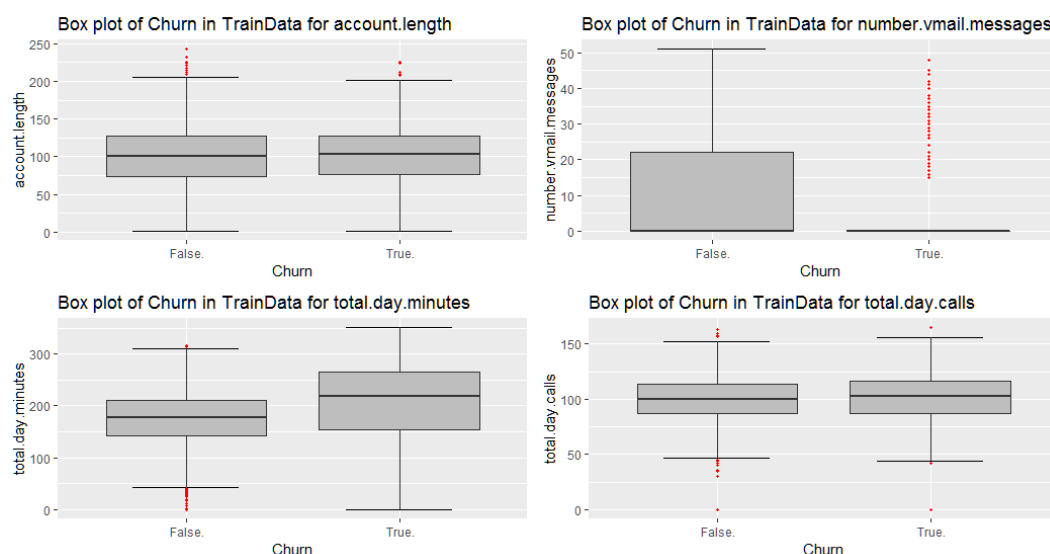 Box plot of Churn in TrainData for account.length
250
200
150
100
50
0
account.length
False.
True.
Churn
Box plot of Churn in TrainData for number.vmail.messages
50
40
30
20
10
0
number.vmail.messages
False.
True.
Churn
Box plot of Churn in TrainData for total.day.minutes
300
200
100
0
total.day.minutes
False.
True.
Churn
Box plot of Churn in TrainData for total.day.calls
150
100
50
0
total.day.calls
False.
True.
Churn